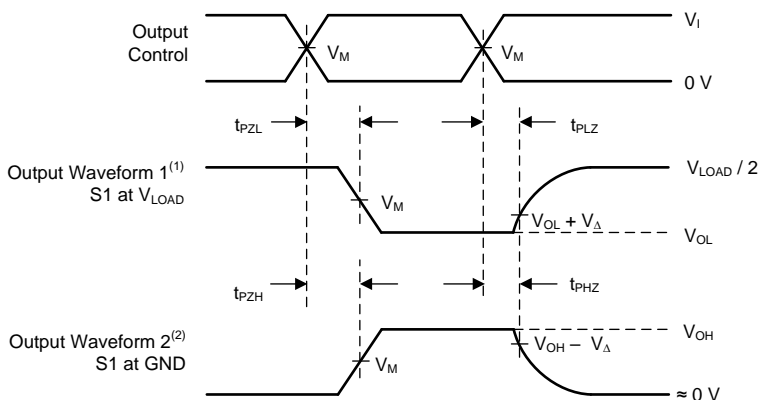 Output
Control
V_M
V_M
V_I
0 V
t_PZL
t_PLZ
Output Waveform 1^(1)
S1 at V_LOAD
V_M
V_LOAD / 2
V_OL + V_Δ
V_OL
t_PZH
t_PHZ
Output Waveform 2^(2)
S1 at GND
V_M
V_OH
V_OH – V_Δ
≈ 0 V